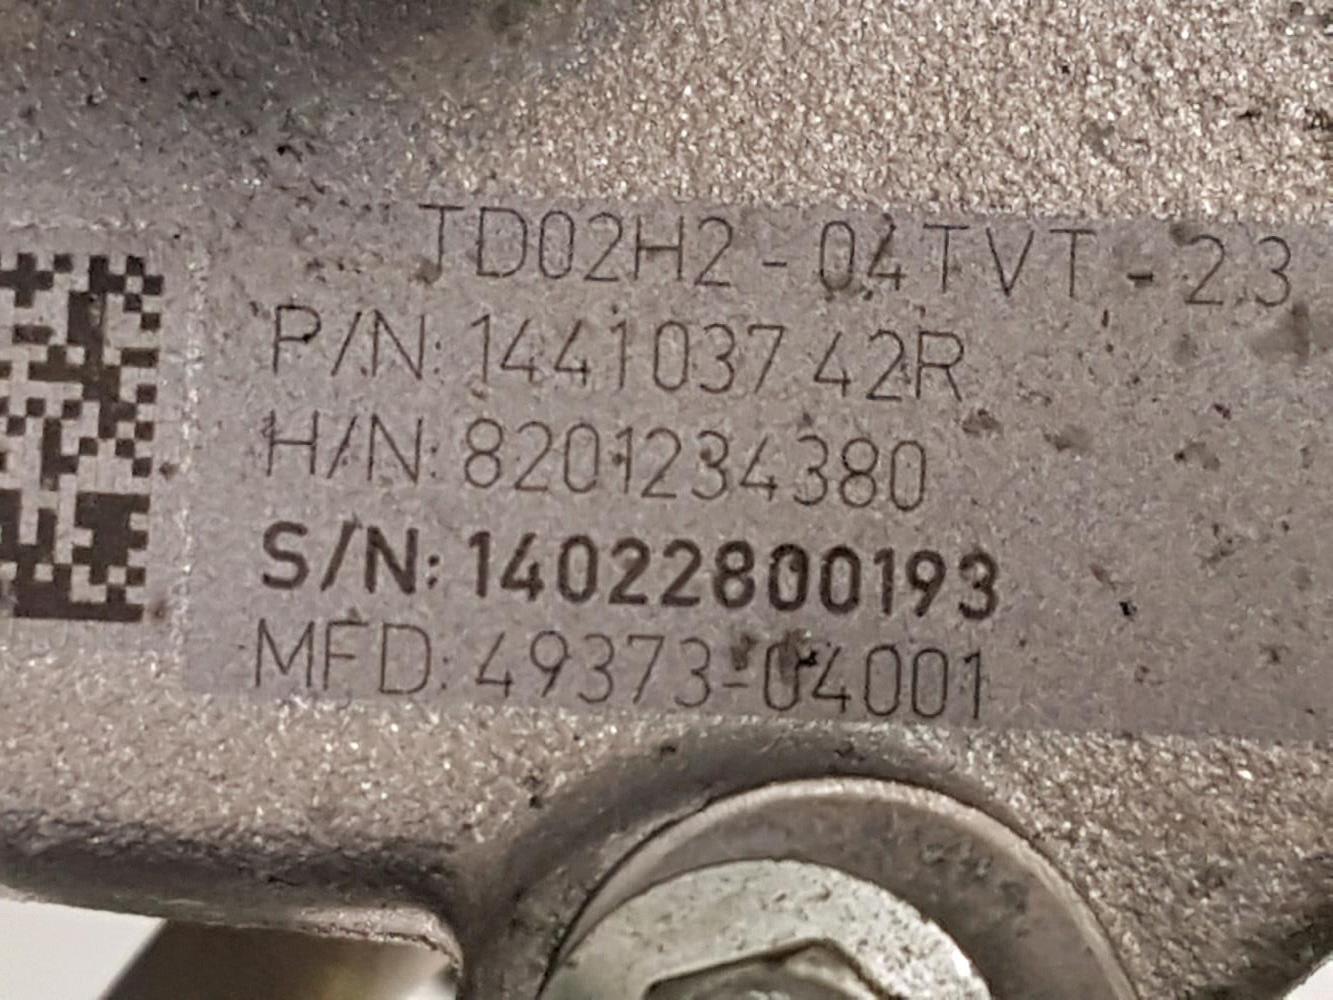 TD02H2-04TVT-2.3
P/N: 144103742R
H/N: 8201234380
S/N: 14022800193
MFD: 49373-04001